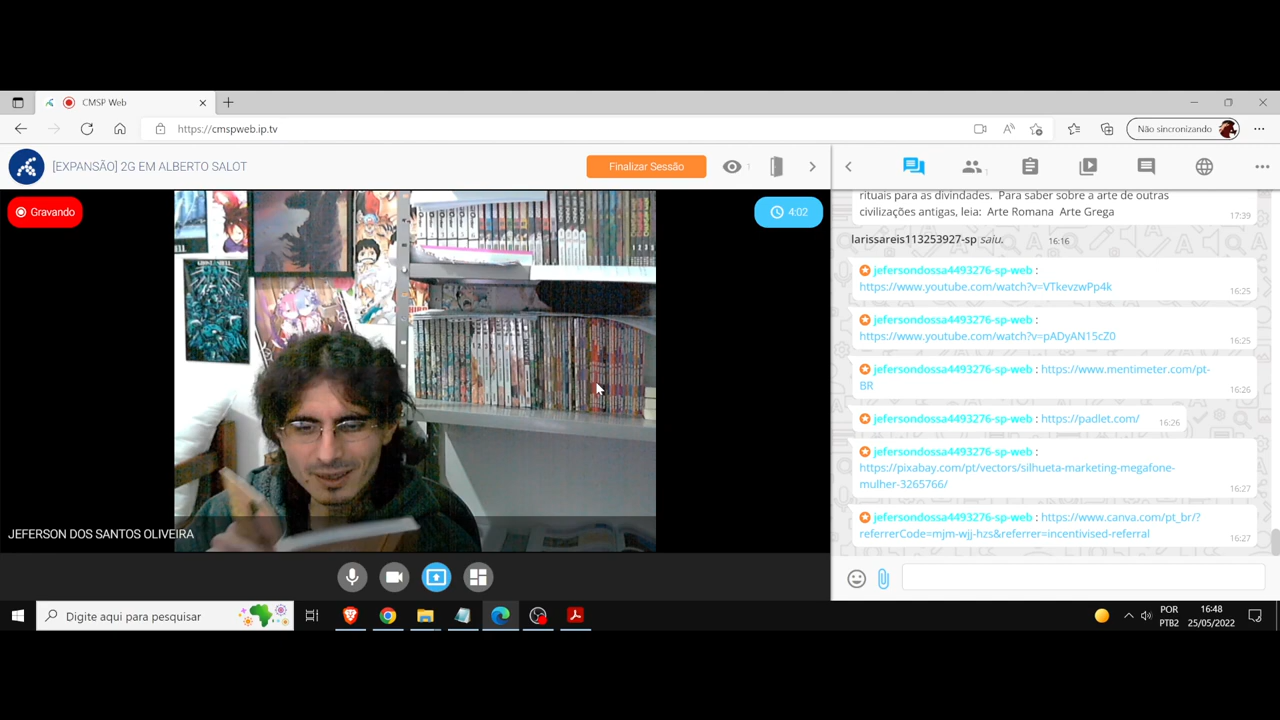 CMSP Web
https://cmspweb.ip.tv
Não sincronizando
[EXPANSÃO] 2G EM ALBERTO SALOT
Finalizar Sessão
1
1
Gravando
4:02
JEFERSON DOS SANTOS OLIVEIRA
rituais para as divindades. Para saber sobre a arte de outras
civilizações antigas, leia: Arte Romana Arte Grega
17:39
larissareis113253927-sp saiu. 16:16
jefersondossa4493276-sp-web :
https://www.youtube.com/watch?v=VTkevzwPp4k
16:25
jefersondossa4493276-sp-web :
https://www.youtube.com/watch?v=pADyAN15cZ0
16:25
jefersondossa4493276-sp-web : https://www.mentimeter.com/pt-
BR
16:26
jefersondossa4493276-sp-web : https://padlet.com/ 16:26
jefersondossa4493276-sp-web :
https://pixabay.com/pt/vectors/silhueta-marketing-megafone-
mulher-3265766/
16:27
jefersondossa4493276-sp-web : https://www.canva.com/pt_br/?
referrerCode=mjm-wjj-hzs&referrer=incentivised-referral
16:27
Digite aqui para pesquisar
POR
PTB2
16:48
25/05/2022